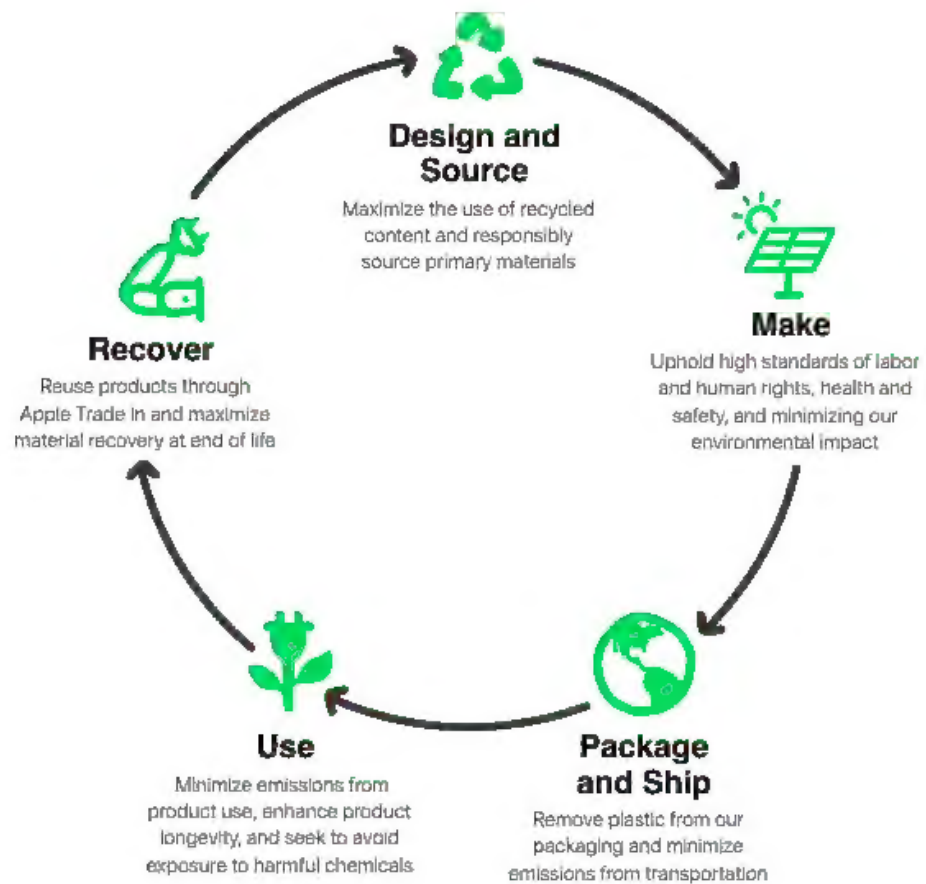 Design and
Source
Maximize the use of recycled
content and responsibly
source primary materials
Make
Uphold high standards of labor
and human rights, health and
safety, and minimizing our
environmental impact
Package
and Ship
Remove plastic from our
packaging and minimize
emissions from transportation
Use
Minimize emissions from
product use, enhance product
longevity, and seek to avoid
exposure to harmful chemicals
Recover
Reuse products through
Apple Trade In and maximize
material recovery at end of life